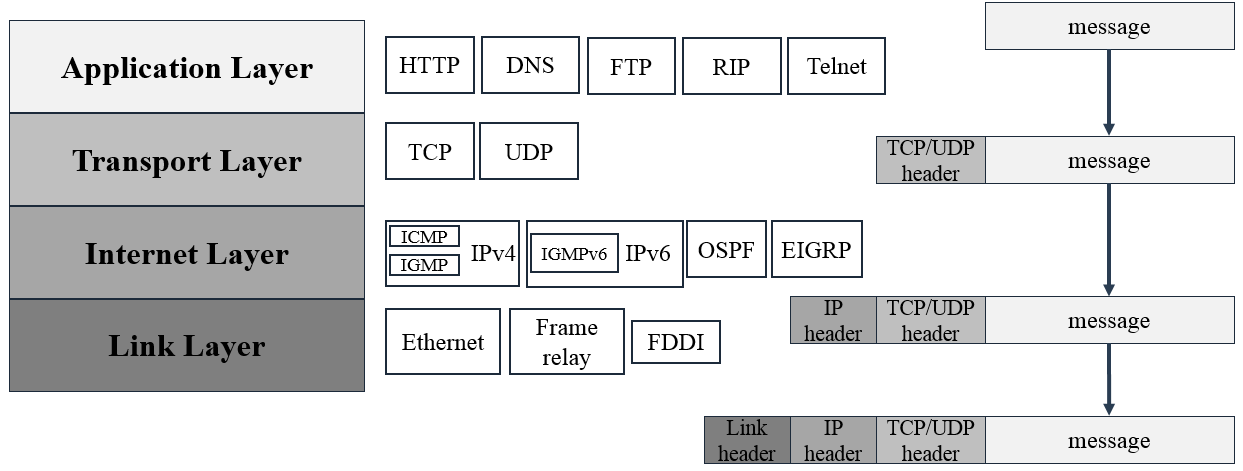 Application Layer
HTTP
DNS
FTP
RIP
Telnet
message
Transport Layer
TCP
UDP
TCP/UDP
header
message
Internet Layer
ICMP
IGMP
IPv4
IGMPv6
IPv6
OSPF
EIGRP
IP
header
TCP/UDP
header
message
Link Layer
Ethernet
Frame
relay
FDDI
Link
header
IP
header
TCP/UDP
header
message